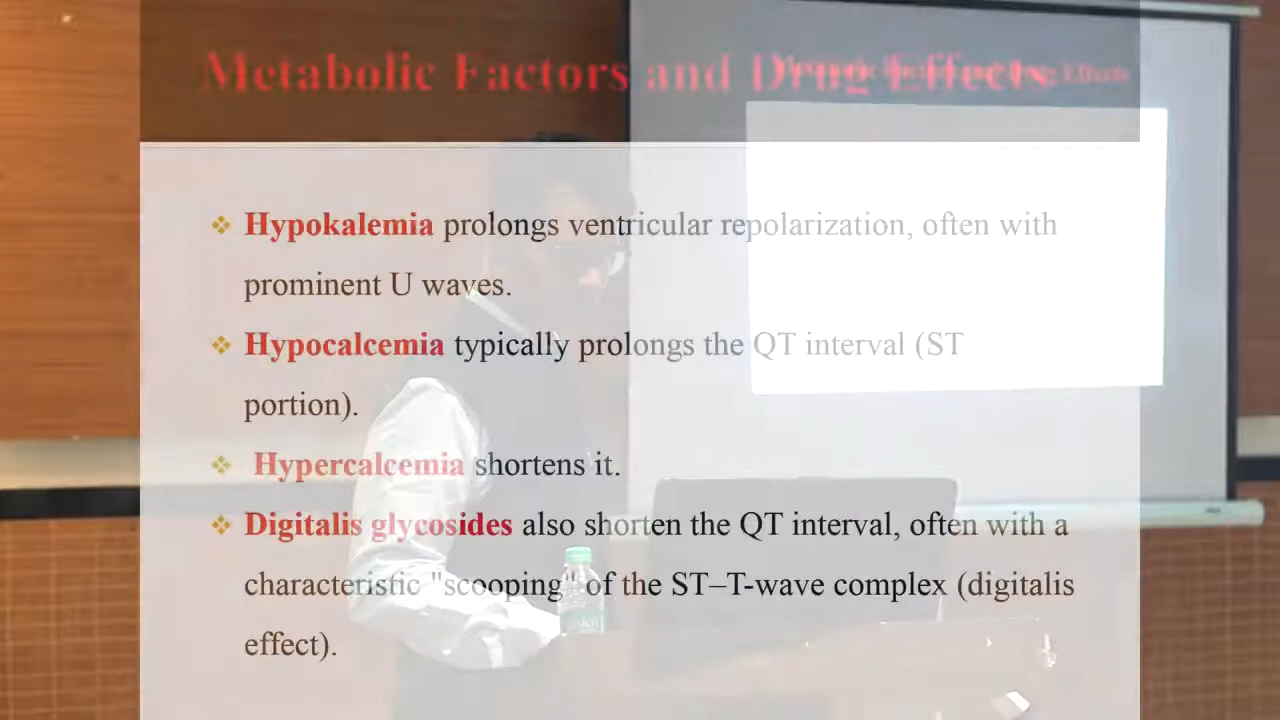 Metabolic Factors and Drug Effects
❖ Hypokalemia prolongs ventricular repolarization, often with
prominent U waves.
❖ Hypocalcemia typically prolongs the QT interval (ST
portion).
❖ Hypercalcemia shortens it.
❖ Digitalis glycosides also shorten the QT interval, often with a
characteristic "scooping" of the ST–T-wave complex (digitalis
effect).